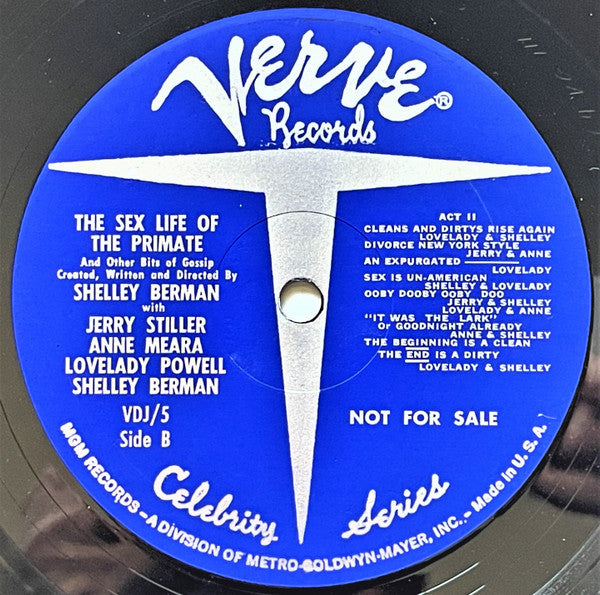 Verve®
Records
THE SEX LIFE OF
THE PRIMATE
And Other Bits of Gossip
Created, Written and Directed By
SHELLEY BERMAN
with
JERRY STILLER
ANNE MEARA
LOVELADY POWELL
SHELLEY BERMAN
VDJ/5
Side B
ACT II
CLEANS AND DIRTYS RISE AGAIN
LOVELADY & SHELLEY
DIVORCE NEW YORK STYLE
JERRY & ANNE
AN EXPURGATED ———
LOVELADY
SEX IS UN-AMERICAN
SHELLEY & LOVELADY
OOBY DOOBY OOBY DOO
JERRY & SHELLEY
LOVELADY & ANNE
"IT WAS THE LARK"
or GOODNIGHT ALREADY
ANNE & SHELLEY
THE BEGINNING IS A CLEAN
THE END IS A DIRTY
LOVELADY & SHELLEY
NOT FOR SALE
Celebrity Series
MGM RECORDS – A DIVISION OF METRO-GOLDWYN-MAYER, INC. – Made in U. S. A.